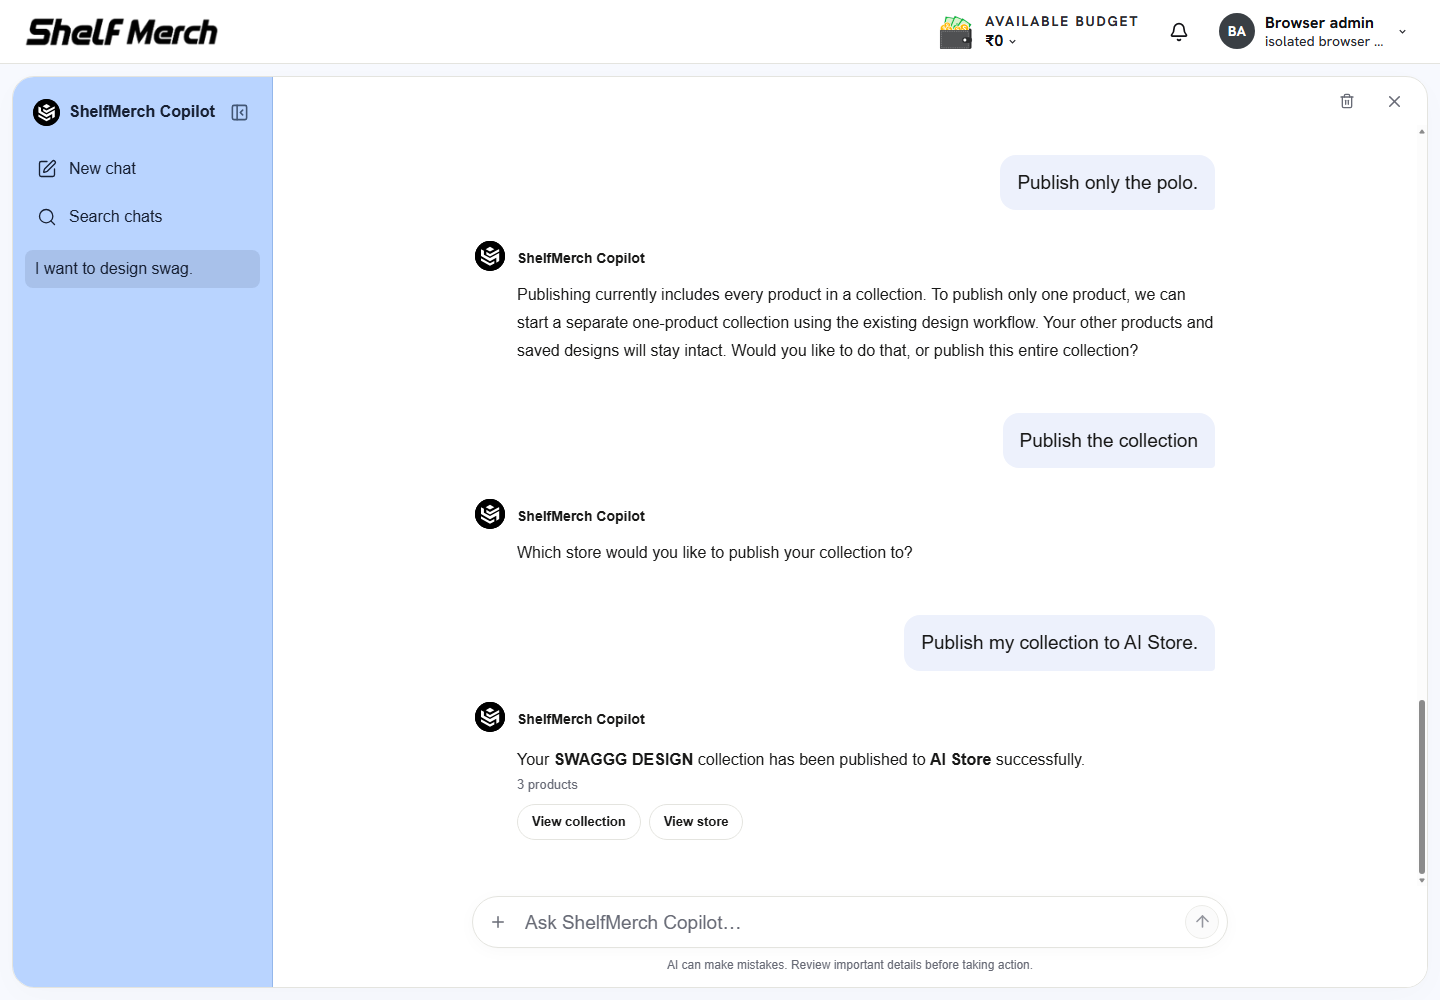 Shelf Merch
AVAILABLE BUDGET
₹0
BA
Browser admin
isolated browser ...
ShelfMerch Copilot
New chat
Search chats
I want to design swag.
Publish only the polo.
ShelfMerch Copilot
Publishing currently includes every product in a collection. To publish only one product, we can
start a separate one-product collection using the existing design workflow. Your other products and
saved designs will stay intact. Would you like to do that, or publish this entire collection?
Publish the collection
ShelfMerch Copilot
Which store would you like to publish your collection to?
Publish my collection to AI Store.
ShelfMerch Copilot
Your SWAGGG DESIGN collection has been published to AI Store successfully.
3 products
View collection
View store
Ask ShelfMerch Copilot…
AI can make mistakes. Review important details before taking action.